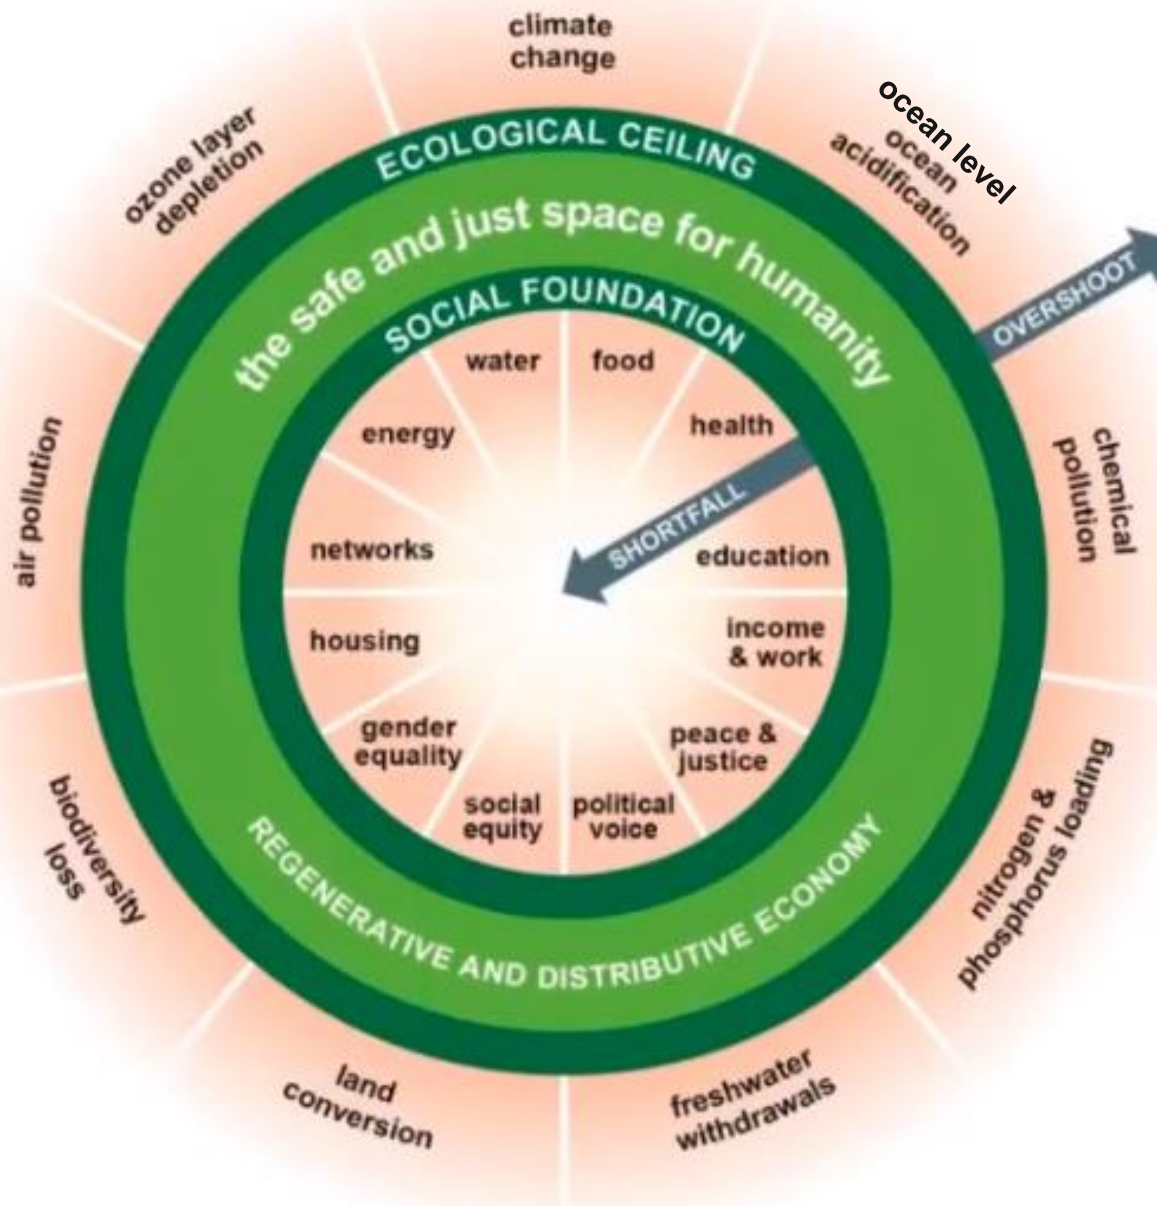 climate
change
ocean level
ocean
acidification
OVERSHOOT
chemical
pollution
nitrogen &
phosphorus loading
freshwater
withdrawals
land
conversion
biodiversity
loss
air pollution
ozone layer
depletion
ECOLOGICAL CEILING
the safe and just space for humanity
SOCIAL FOUNDATION
water
food
health
SHORTFALL
education
income
& work
peace &
justice
political
voice
social
equity
gender
equality
housing
networks
energy
REGENERATIVE AND DISTRIBUTIVE ECONOMY